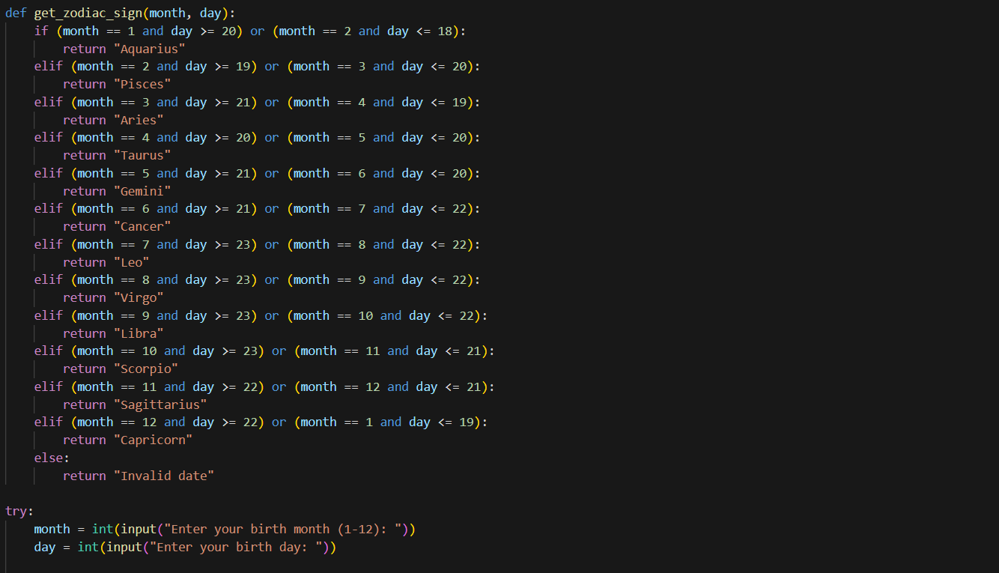 def get_zodiac_sign(month, day):
    if (month == 1 and day >= 20) or (month == 2 and day <= 18):
        return "Aquarius"
    elif (month == 2 and day >= 19) or (month == 3 and day <= 20):
        return "Pisces"
    elif (month == 3 and day >= 21) or (month == 4 and day <= 19):
        return "Aries"
    elif (month == 4 and day >= 20) or (month == 5 and day <= 20):
        return "Taurus"
    elif (month == 5 and day >= 21) or (month == 6 and day <= 20):
        return "Gemini"
    elif (month == 6 and day >= 21) or (month == 7 and day <= 22):
        return "Cancer"
    elif (month == 7 and day >= 23) or (month == 8 and day <= 22):
        return "Leo"
    elif (month == 8 and day >= 23) or (month == 9 and day <= 22):
        return "Virgo"
    elif (month == 9 and day >= 23) or (month == 10 and day <= 22):
        return "Libra"
    elif (month == 10 and day >= 23) or (month == 11 and day <= 21):
        return "Scorpio"
    elif (month == 11 and day >= 22) or (month == 12 and day <= 21):
        return "Sagittarius"
    elif (month == 12 and day >= 22) or (month == 1 and day <= 19):
        return "Capricorn"
    else:
        return "Invalid date"

try:
    month = int(input("Enter your birth month (1-12): "))
    day = int(input("Enter your birth day: "))